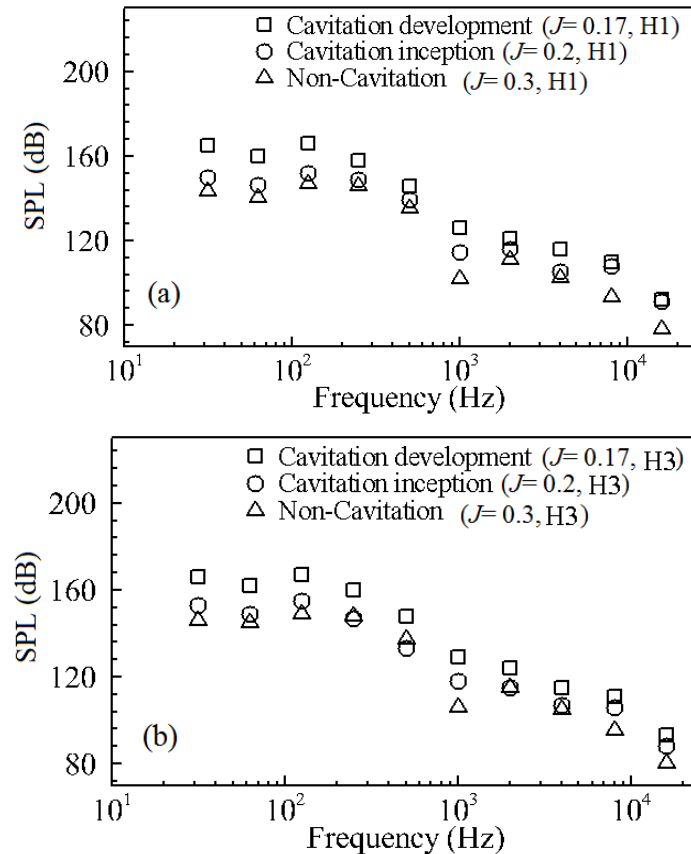 Cavitation development (J= 0.17, H1)
Cavitation inception (J= 0.2, H1)
Non-Cavitation (J= 0.3, H1)
200
160
120
80
SPL (dB)
(a)
10¹ 10² 10³ 10⁴
Frequency (Hz)
Cavitation development (J= 0.17, H3)
Cavitation inception (J= 0.2, H3)
Non-Cavitation (J= 0.3, H3)
200
160
120
80
SPL (dB)
(b)
10¹ 10² 10³ 10⁴
Frequency (Hz)